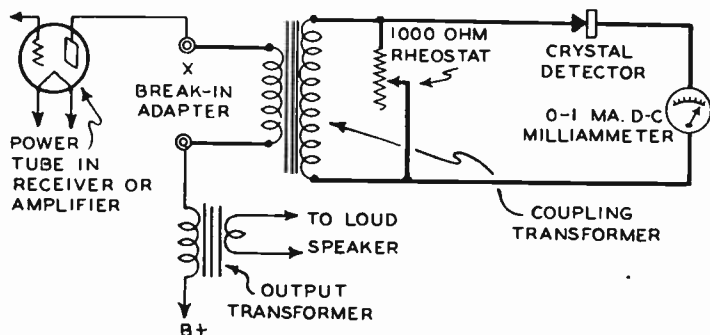 1000 OHM
RHEOSTAT
CRYSTAL
DETECTOR
X
BREAK-IN
ADAPTER
0-1 MA. D-C
MILLIAMMETER
POWER
TUBE IN
RECEIVER OR
AMPLIFIER
TO LOUD
SPEAKER
COUPLING
TRANSFORMER
OUTPUT
TRANSFORMER
B+